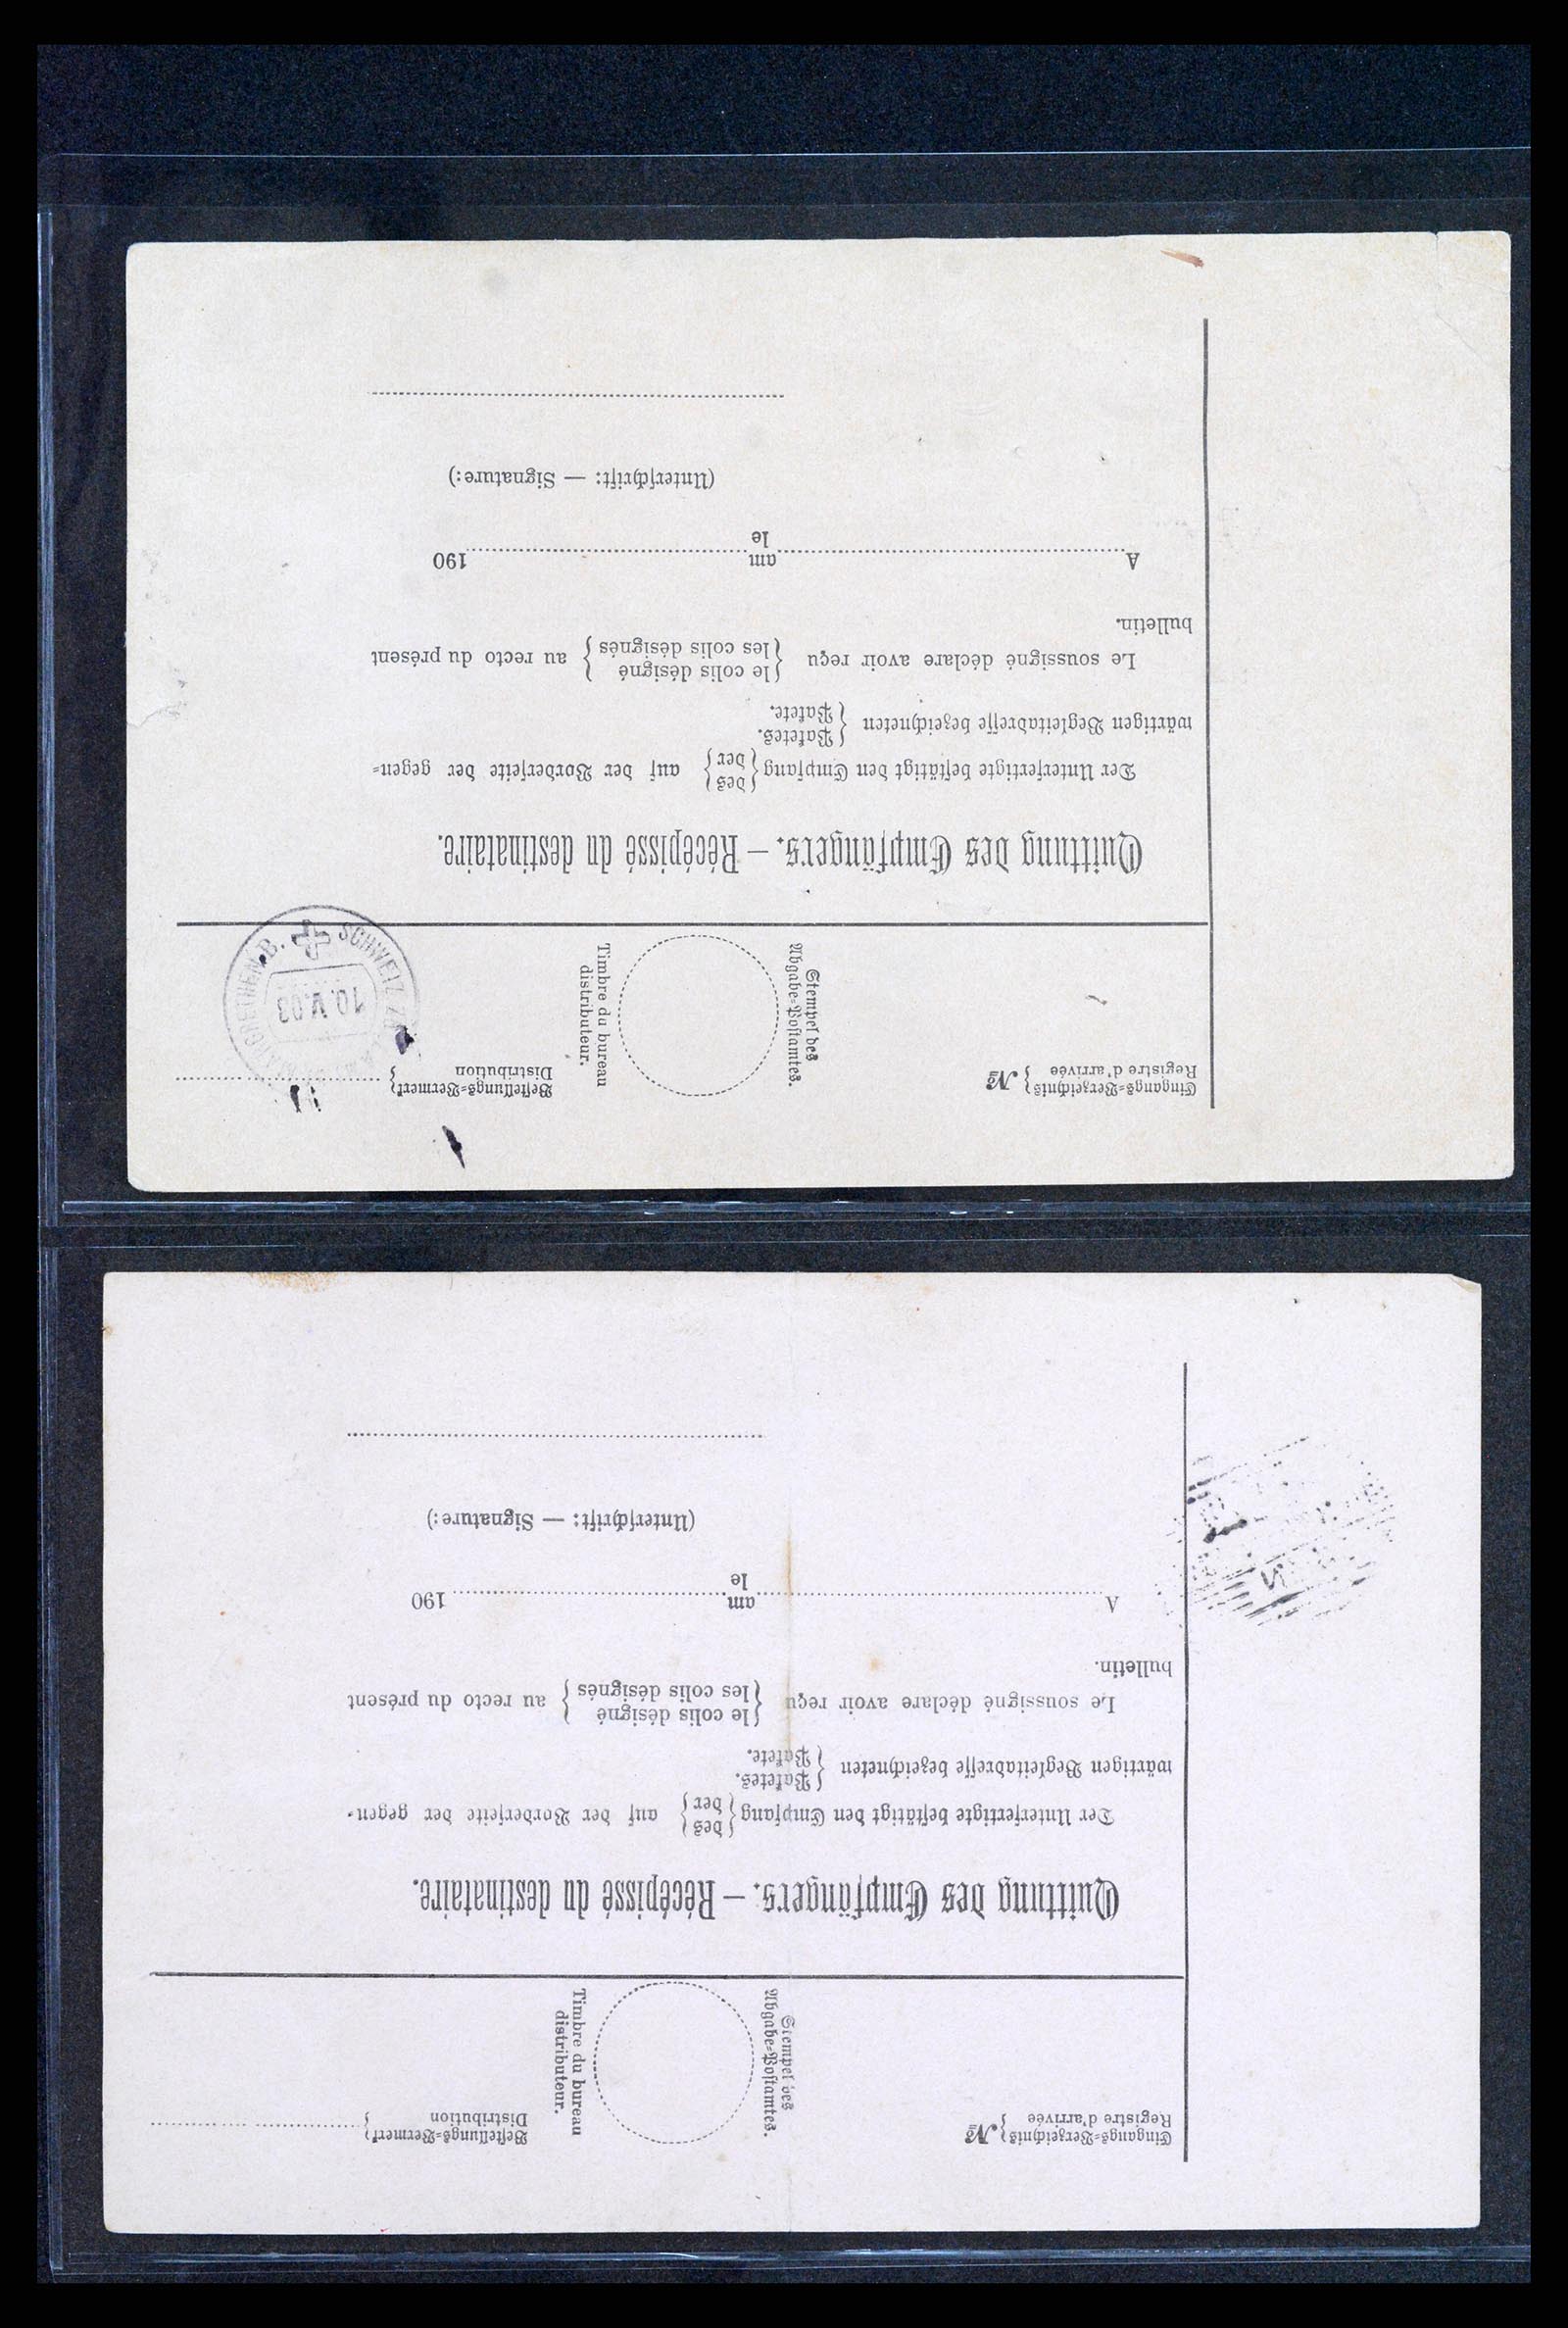 Eingangs-Verzeichnis } №
Registre d'arrivée
Stempel des
Abgabe-Postamtes.
Timbre du bureau
distributeur.
Bestellungs-Vermerk }
Distribution
SCHWEIZ.
MARGRETHEN.B.
10.V.03
Quittung des Empfängers. — Récépissé du destinataire.
Der Unterfertigte bestätigt den Empfang { des / der } auf der Vorderseite der gegen-
wärtigen Begleitadresse bezeichneten { Paketes. / Pakete.
Le soussigné déclare avoir reçu { le colis désigné / les colis désignés } au recto du présent
bulletin.
A am 190
le
(Unterschrift: — Signature:)
Eingangs-Verzeichnis } №
Registre d'arrivée
Stempel des
Abgabe-Postamtes.
Timbre du bureau
distributeur.
Bestellungs-Vermerk }
Distribution
Quittung des Empfängers. — Récépissé du destinataire.
Der Unterfertigte bestätigt den Empfang { des / der } auf der Vorderseite der gegen-
wärtigen Begleitadresse bezeichneten { Paketes. / Pakete.
Le soussigné déclare avoir reçu { le colis désigné / les colis désignés } au recto du présent
bulletin.
A am 190
le
(Unterschrift: — Signature:)